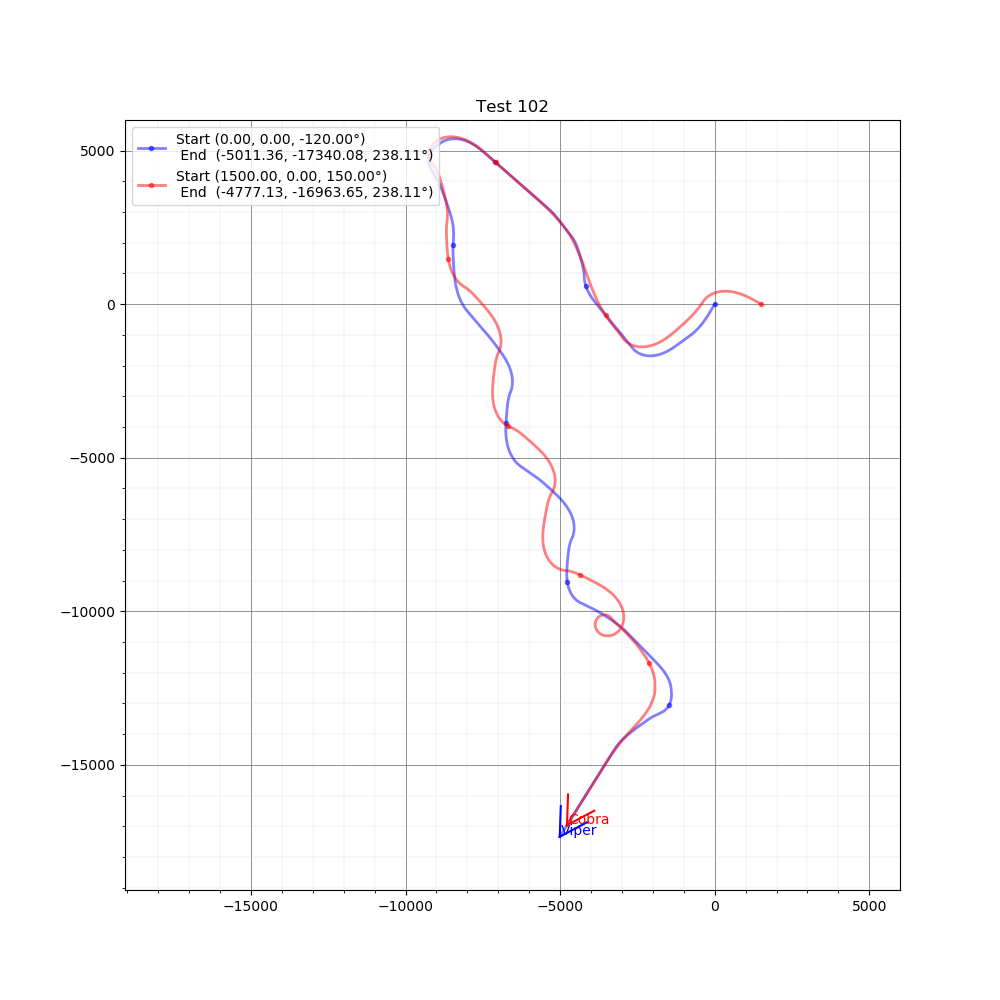 Test 102
Start (0.00, 0.00, -120.00°)
End (-5011.36, -17340.08, 238.11°)
Start (1500.00, 0.00, 150.00°)
End (-4777.13, -16963.65, 238.11°)
5000
0
−5000
−10000
−15000
Cobra
Viper
−15000 −10000 −5000 0 5000